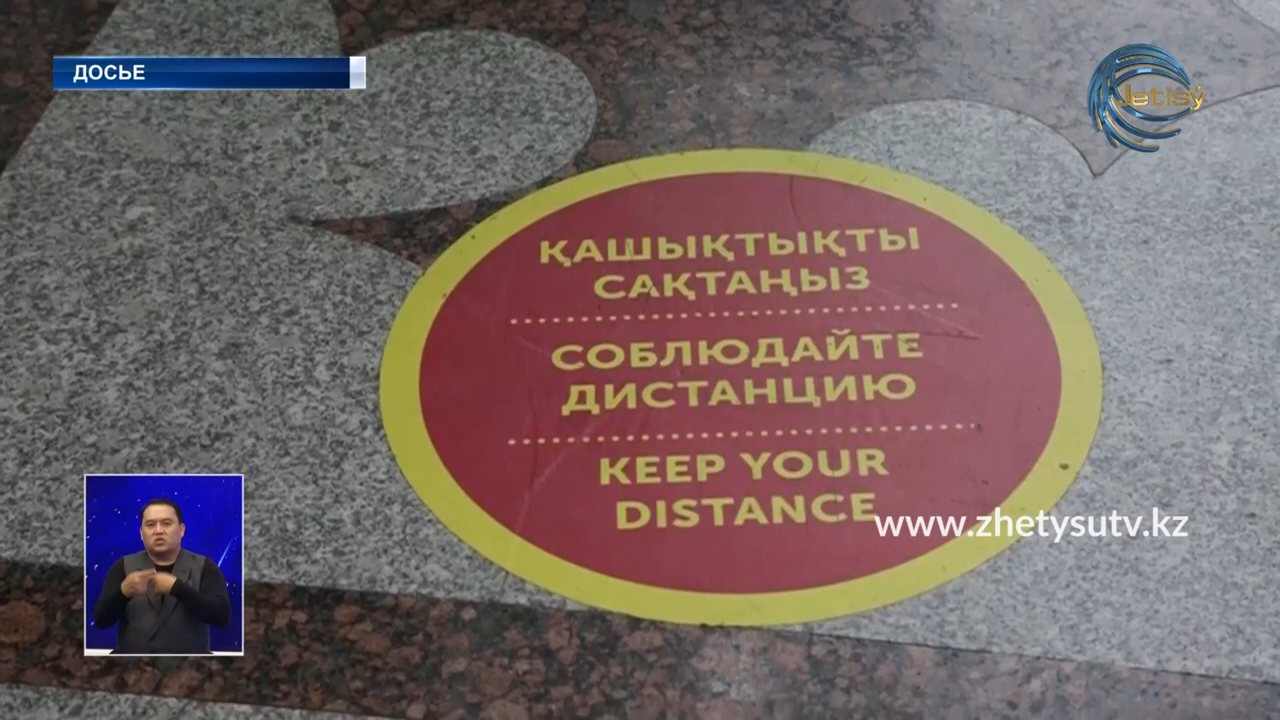 ДОСЬЕ
Jetisý
ҚАШЫҚТЫҚТЫ
САҚТАҢЫЗ
СОБЛЮДАЙТЕ
ДИСТАНЦИЮ
KEEP YOUR
DISTANCE
www.zhetysutv.kz